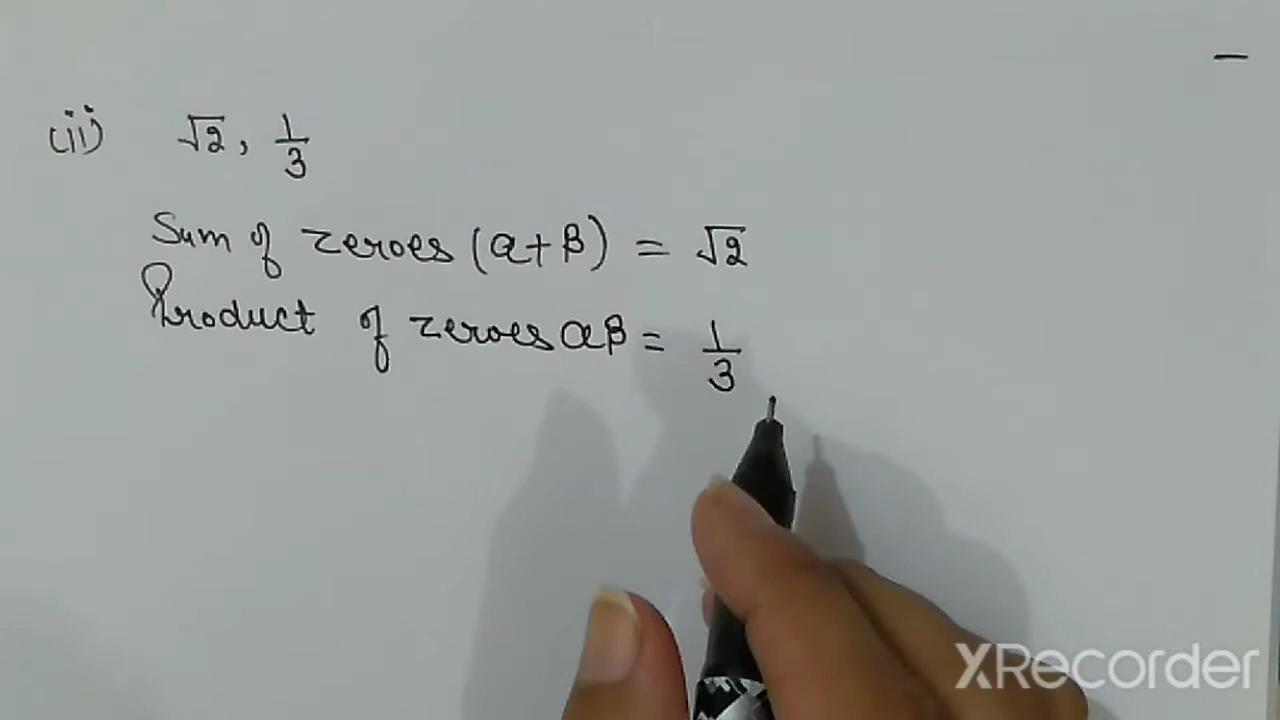 (ii) √2, 1/3
Sum of zeroes (α+β) = √2
Product of zeroes αβ = 1/3
XRecorder